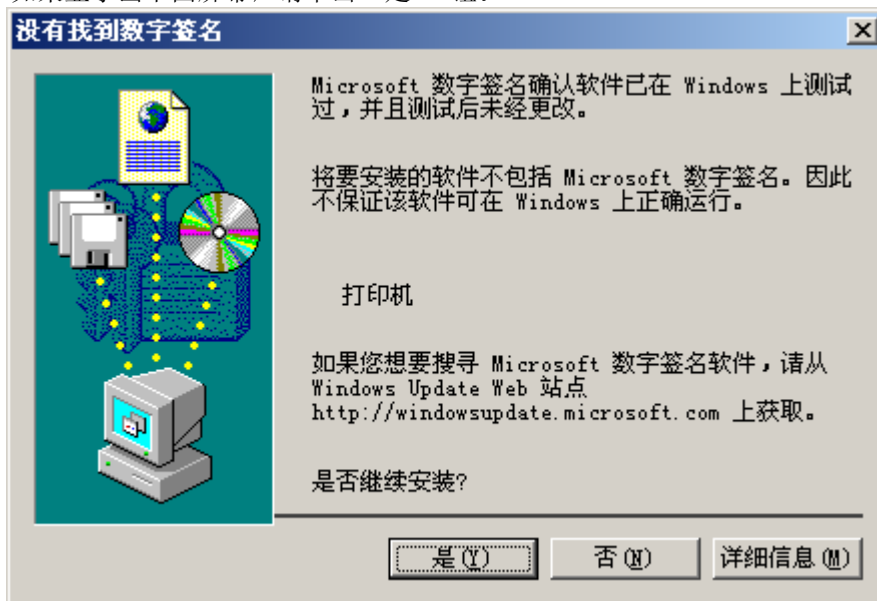 没有找到数字签名
Microsoft 数字签名确认软件已在 Windows 上测试
过，并且测试后未经更改。
将要安装的软件不包括 Microsoft 数字签名。因此
不保证该软件可在 Windows 上正确运行。
打印机
如果您想要搜寻 Microsoft 数字签名软件，请从
Windows Update Web 站点
http://windowsupdate.microsoft.com 上获取。
是否继续安装?
是(Y) 否(N) 详细信息(M)